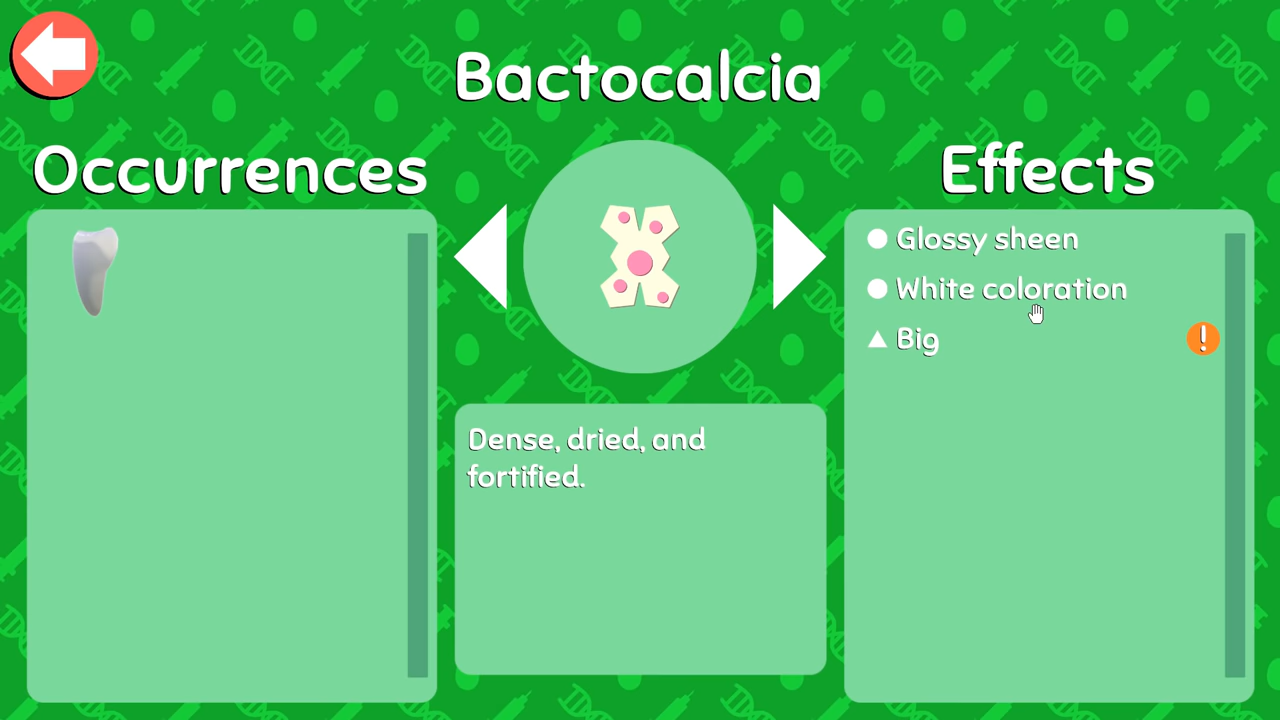 Bactocalcia
Occurrences
Effects
Glossy sheen
White coloration
Big
!
Dense, dried, and
fortified.